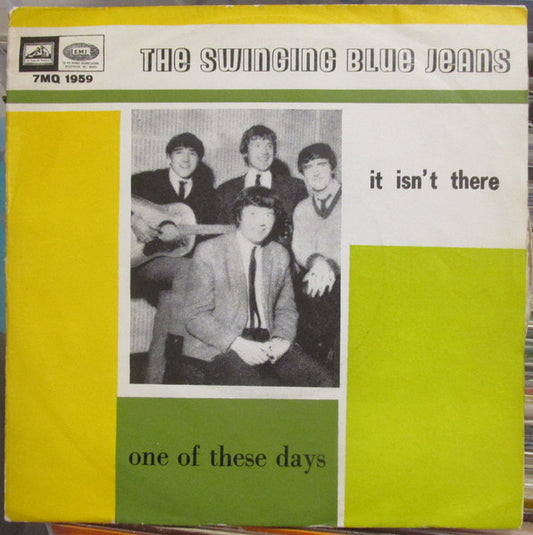 EMI
7MQ 1959
THE SWINGING BLUE JEANS
it isn't there
one of these days